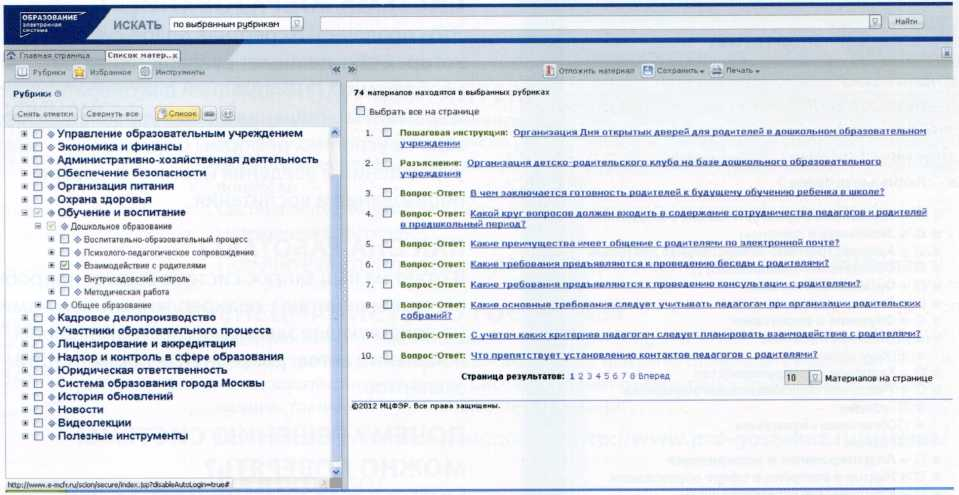 ОБРАЗОВАНИЕ
электронная
система
ИСКАТЬ по выбранным рубрикам Найти
Главная страница Список матер..x
Рубрики Избранное Инструменты
Отложить материал Сохранить Печать
Рубрики
Снять отметки Свернуть все Список
Управление образовательным учреждением
Экономика и финансы
Административно-хозяйственная деятельность
Обеспечение безопасности
Организация питания
Охрана здоровья
Обучение и воспитание
Дошкольное образование
Воспитательно-образовательный процесс
Психолого-педагогическое сопровождение
Взаимодействие с родителями
Внутрисадовский контроль
Методическая работа
Общее образование
Кадровое делопроизводство
Участники образовательного процесса
Лицензирование и аккредитация
Надзор и контроль в сфере образования
Юридическая ответственность
Система образования города Москвы
История обновлений
Новости
Видеолекции
Полезные инструменты
http://www.e-mcfr.ru/scion/secure/index.jsp?disableAutoLogin=true#
74 материалов находятся в выбранных рубриках
Выбрать все на странице
1. Пошаговая инструкция: Организация Дня открытых дверей для родителей в дошкольном образовательном
учреждении
2. Разъяснение: Организация детско-родительского клуба на базе дошкольного образовательного
учреждения
3. Вопрос-Ответ: В чем заключается готовность родителей к будущему обучению ребенка в школе?
4. Вопрос-Ответ: Какой круг вопросов должен входить в содержание сотрудничества педагогов и родителей
в предшкольный период?
5. Вопрос-Ответ: Какие преимущества имеет общение с родителями по электронной почте?
6. Вопрос-Ответ: Какие требования предъявляются к проведению беседы с родителями?
7. Вопрос-Ответ: Какие требования предъявляются к проведению консультации с родителями?
8. Вопрос-Ответ: Какие основные требования следует учитывать педагогам при организации родительских
собраний?
9. Вопрос-Ответ: С учетом каких критериев педагогам следует планировать взаимодействие с родителями?
10. Вопрос-Ответ: Что препятствует установлению контактов педагогов с родителями?
Страница результатов: 1 2 3 4 5 6 7 8 Вперед 10 Материалов на странице
©2012 МЦФЭР. Все права защищены.